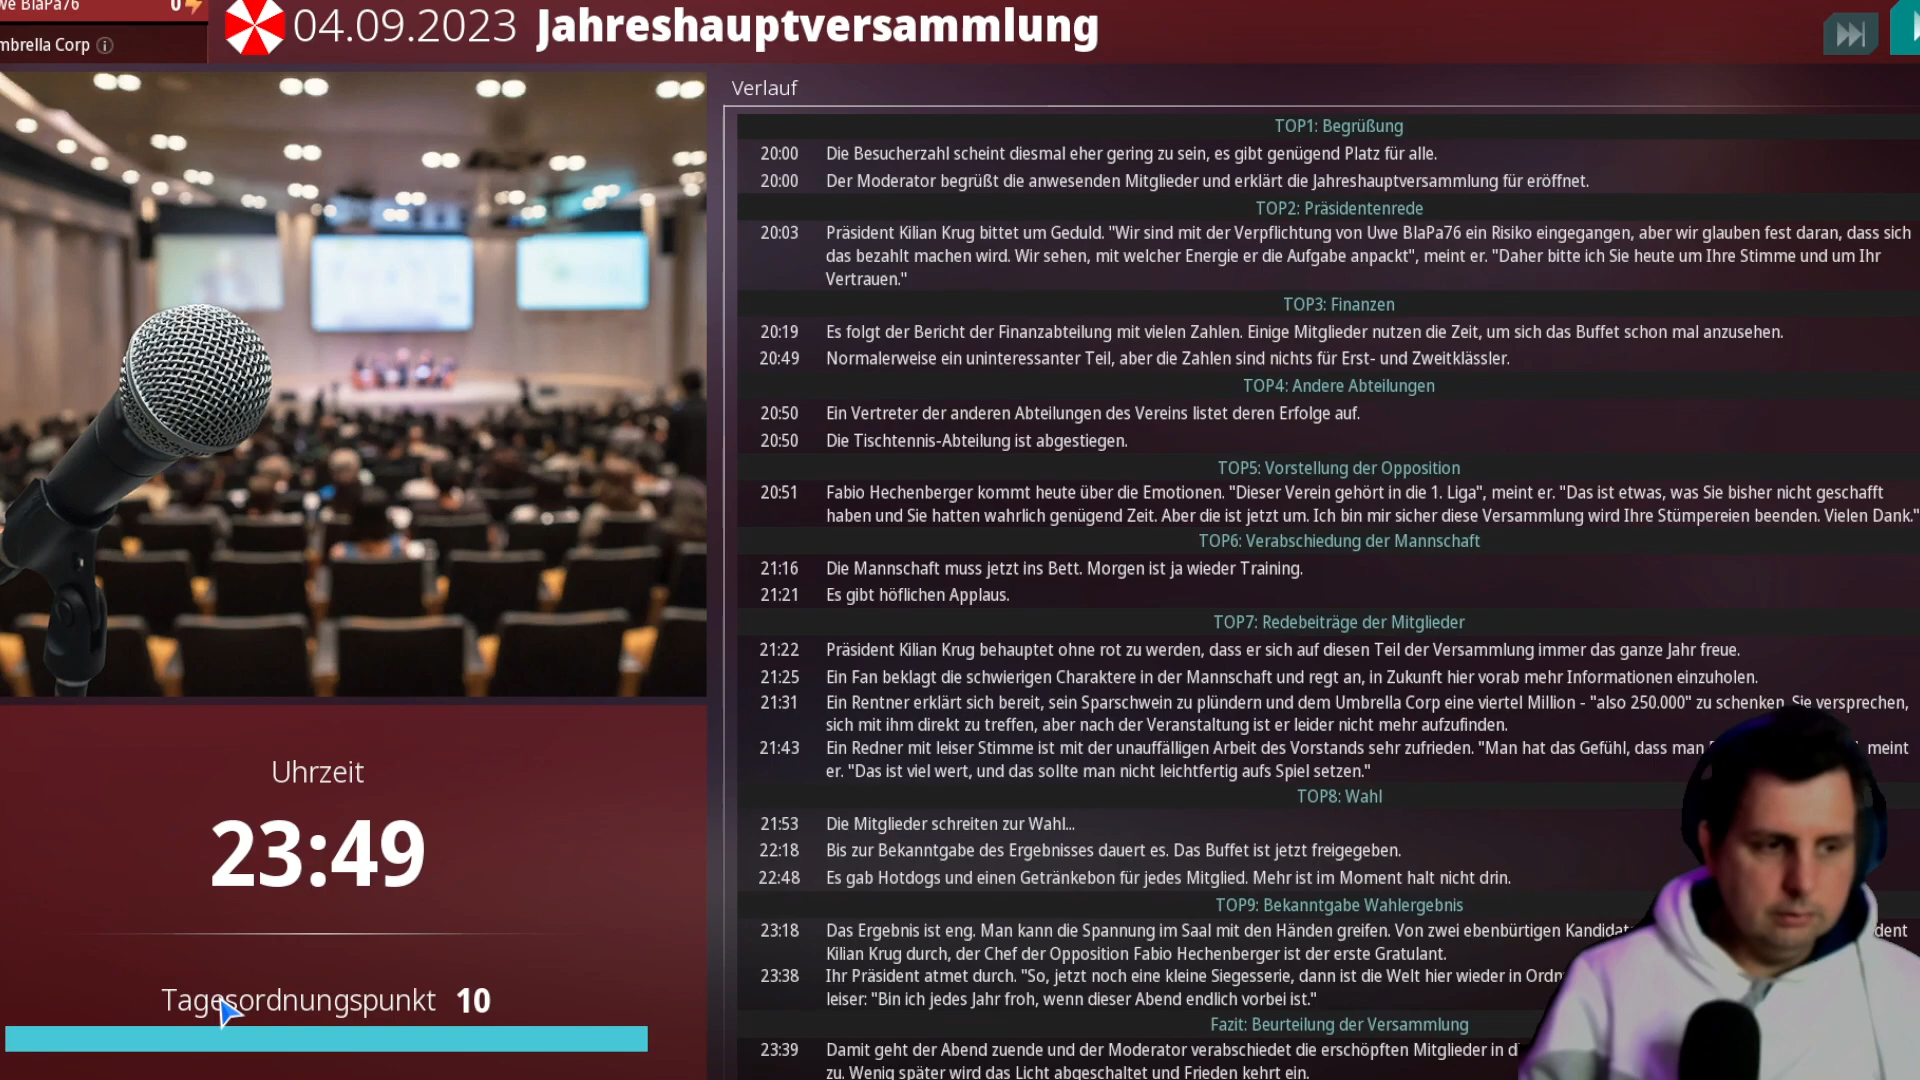 we BlaPa76 0
04.09.2023 Jahreshauptversammlung
mbrella Corp
Verlauf
TOP1: Begrüßung
20:00 Die Besucherzahl scheint diesmal eher gering zu sein, es gibt genügend Platz für alle.
20:00 Der Moderator begrüßt die anwesenden Mitglieder und erklärt die Jahreshauptversammlung für eröffnet.
TOP2: Präsidentenrede
20:03 Präsident Kilian Krug bittet um Geduld. "Wir sind mit der Verpflichtung von Uwe BlaPa76 ein Risiko eingegangen, aber wir glauben fest daran, dass sich
das bezahlt machen wird. Wir sehen, mit welcher Energie er die Aufgabe anpackt", meint er. "Daher bitte ich Sie heute um Ihre Stimme und um Ihr
Vertrauen."
TOP3: Finanzen
20:19 Es folgt der Bericht der Finanzabteilung mit vielen Zahlen. Einige Mitglieder nutzen die Zeit, um sich das Buffet schon mal anzusehen.
20:49 Normalerweise ein uninteressanter Teil, aber die Zahlen sind nichts für Erst- und Zweitklässler.
TOP4: Andere Abteilungen
20:50 Ein Vertreter der anderen Abteilungen des Vereins listet deren Erfolge auf.
20:50 Die Tischtennis-Abteilung ist abgestiegen.
TOP5: Vorstellung der Opposition
20:51 Fabio Hechenberger kommt heute über die Emotionen. "Dieser Verein gehört in die 1. Liga", meint er. "Das ist etwas, was Sie bisher nicht geschafft
haben und Sie hatten wahrlich genügend Zeit. Aber die ist jetzt um. Ich bin mir sicher diese Versammlung wird Ihre Stümpereien beenden. Vielen Dank."
TOP6: Verabschiedung der Mannschaft
21:16 Die Mannschaft muss jetzt ins Bett. Morgen ist ja wieder Training.
21:21 Es gibt höflichen Applaus.
TOP7: Redebeiträge der Mitglieder
21:22 Präsident Kilian Krug behauptet ohne rot zu werden, dass er sich auf diesen Teil der Versammlung immer das ganze Jahr freue.
21:25 Ein Fan beklagt die schwierigen Charaktere in der Mannschaft und regt an, in Zukunft hier vorab mehr Informationen einzuholen.
21:31 Ein Rentner erklärt sich bereit, sein Sparschwein zu plündern und dem Umbrella Corp eine viertel Million - "also 250.000" zu schenken. Sie versprechen,
sich mit ihm direkt zu treffen, aber nach der Veranstaltung ist er leider nicht mehr aufzufinden.
21:43 Ein Redner mit leiser Stimme ist mit der unauffälligen Arbeit des Vorstands sehr zufrieden. "Man hat das Gefühl, dass man meint
er. "Das ist viel wert, und das sollte man nicht leichtfertig aufs Spiel setzen."
TOP8: Wahl
21:53 Die Mitglieder schreiten zur Wahl...
22:18 Bis zur Bekanntgabe des Ergebnisses dauert es. Das Buffet ist jetzt freigegeben.
22:48 Es gab Hotdogs und einen Getränkebon für jedes Mitglied. Mehr ist im Moment halt nicht drin.
TOP9: Bekanntgabe Wahlergebnis
23:18 Das Ergebnis ist eng. Man kann die Spannung im Saal mit den Händen greifen. Von zwei ebenbürtigen Kandidat dent
Kilian Krug durch, der Chef der Opposition Fabio Hechenberger ist der erste Gratulant.
23:38 Ihr Präsident atmet durch. "So, jetzt noch eine kleine Siegesserie, dann ist die Welt hier wieder in Ordn
leiser: "Bin ich jedes Jahr froh, wenn dieser Abend endlich vorbei ist."
Fazit: Beurteilung der Versammlung
23:39 Damit geht der Abend zuende und der Moderator verabschiedet die erschöpften Mitglieder in d
zu. Wenig später wird das Licht abgeschaltet und Frieden kehrt ein.
Uhrzeit
23:49
Tagesordnungspunkt 10